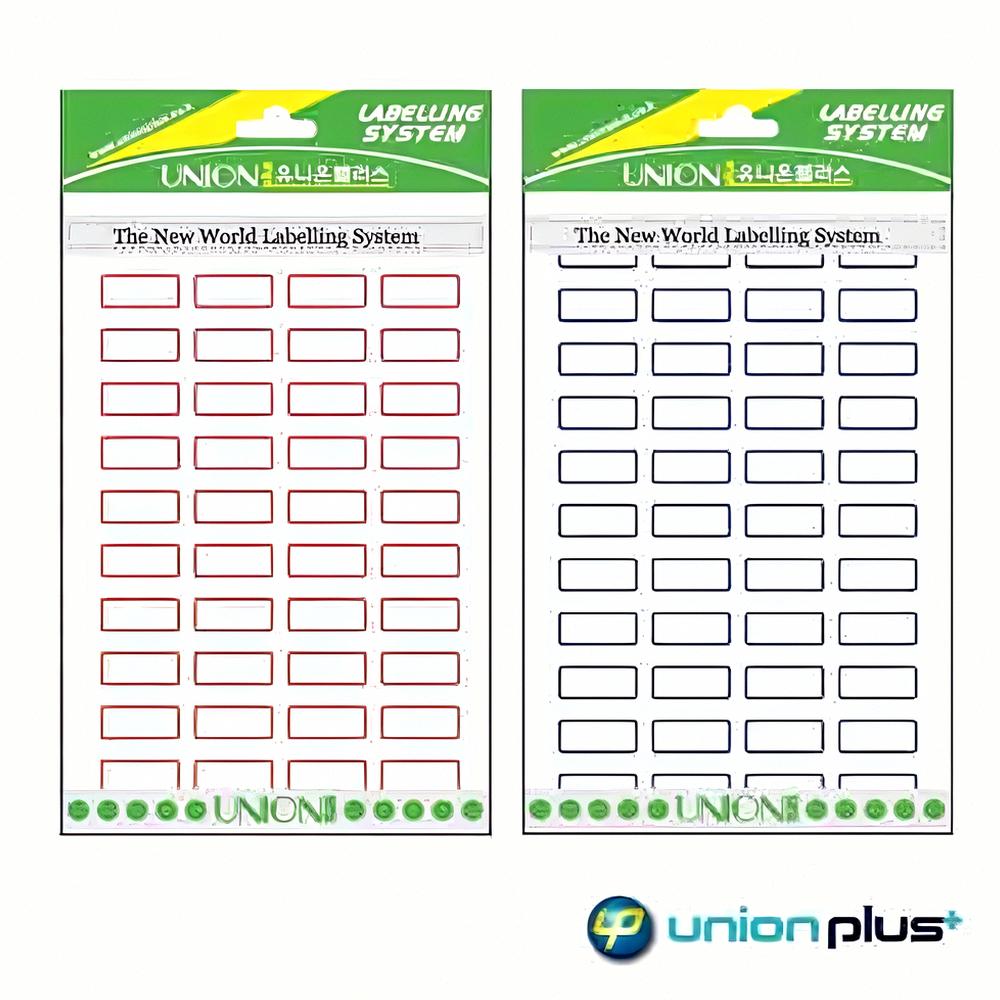 LABELLING
SYSTEM
UNION 유니온플러스
The New World Labelling System
UNION
LABELLING
SYSTEM
UNION 유니온플러스
The New World Labelling System
UNION
union plus+